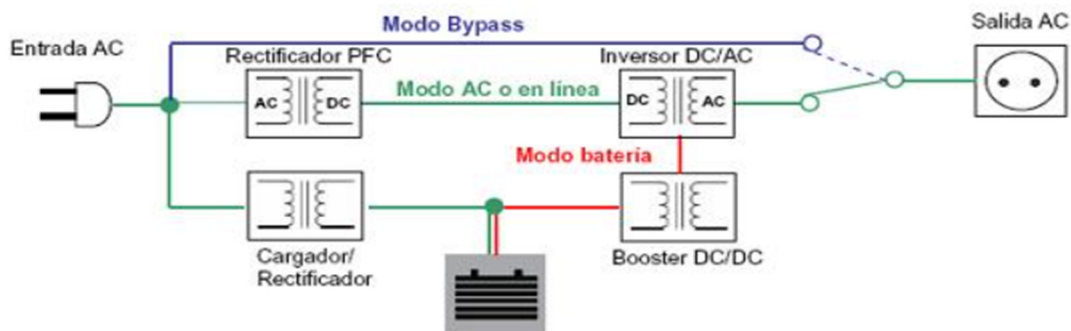 Modo Bypass
Salida AC
Entrada AC
Rectificador PFC
Inversor DC/AC
AC
DC
Modo AC o en línea
DC
AC
Modo batería
Cargador/
Rectificador
Booster DC/DC